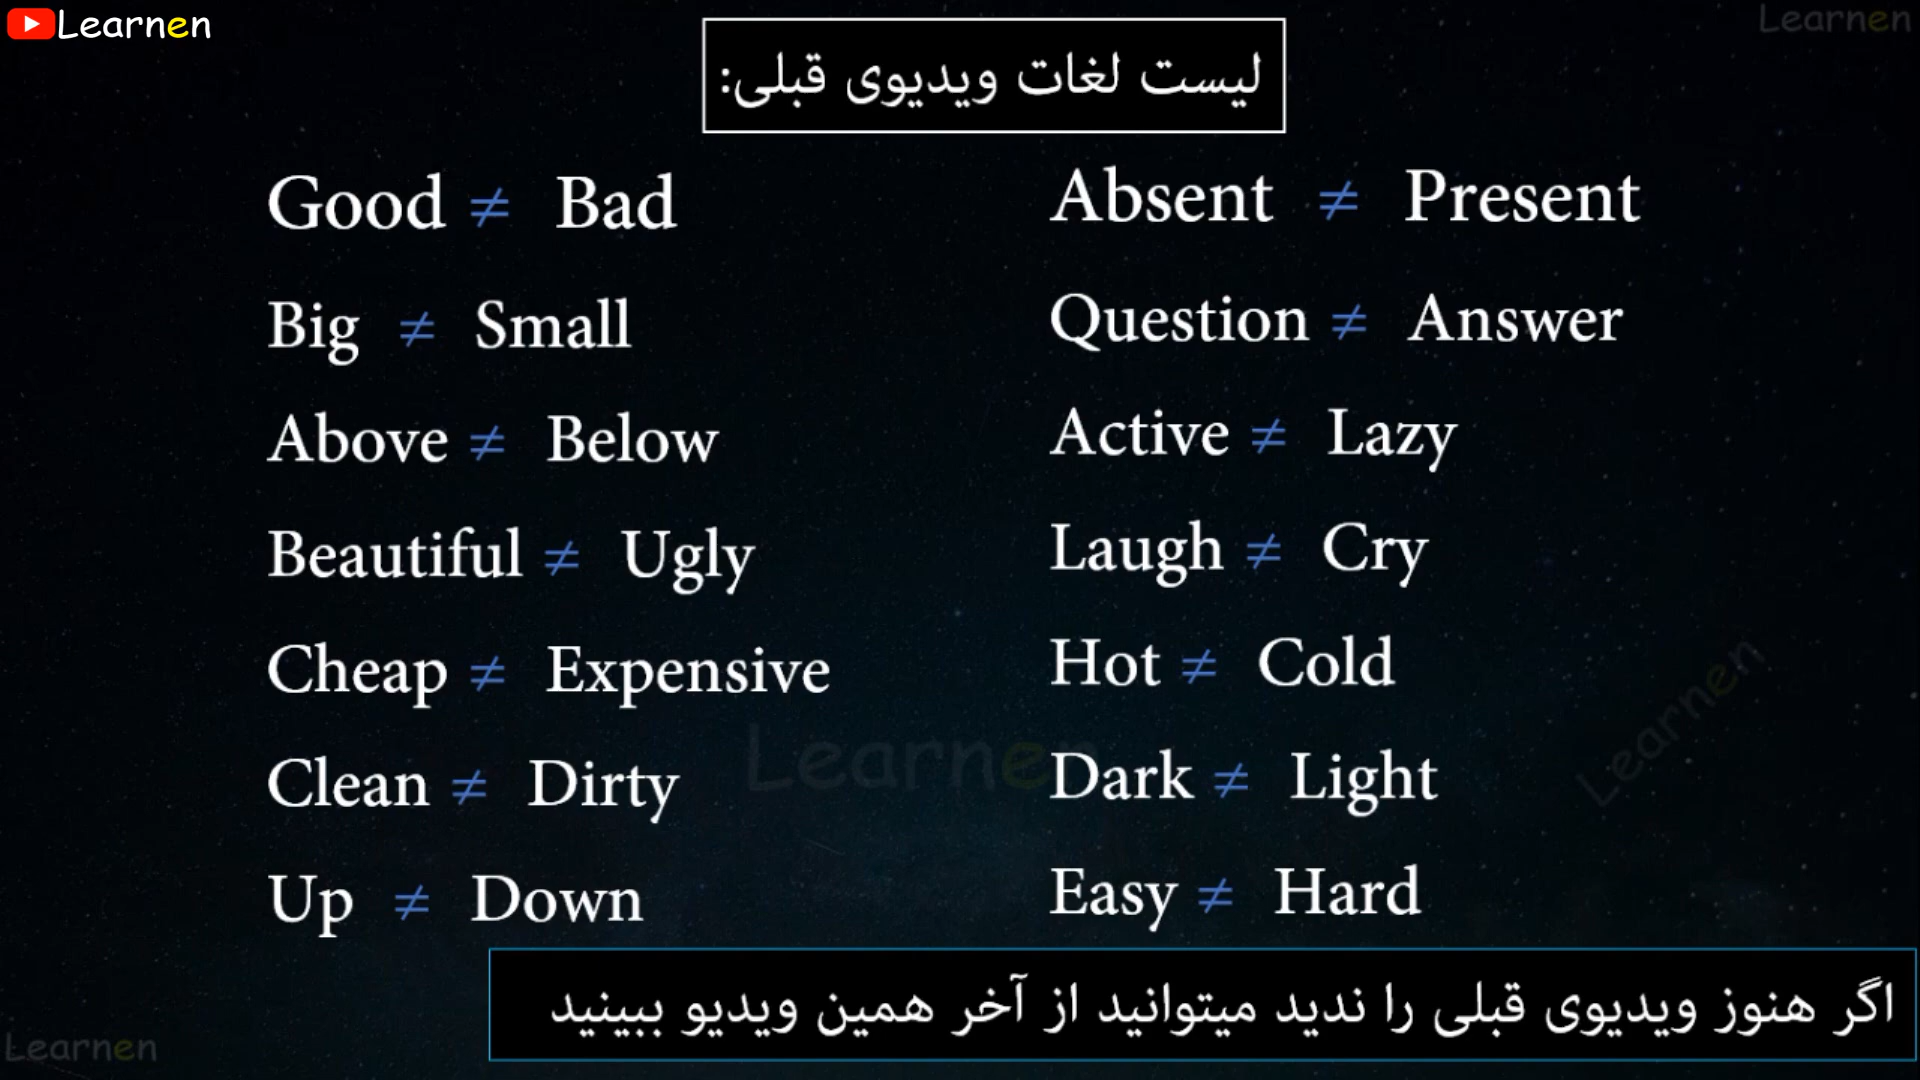 Learnen
Learnen
لیست لغات ویدیوی قبلی:
Good ≠ Bad
Big ≠ Small
Above ≠ Below
Beautiful ≠ Ugly
Cheap ≠ Expensive
Clean ≠ Dirty
Up ≠ Down
Absent ≠ Present
Question ≠ Answer
Active ≠ Lazy
Laugh ≠ Cry
Hot ≠ Cold
Dark ≠ Light
Easy ≠ Hard
Learnen
Learnen
اگر هنوز ویدیوی قبلی را ندید میتوانید از آخر همین ویدیو ببینید
Learnen